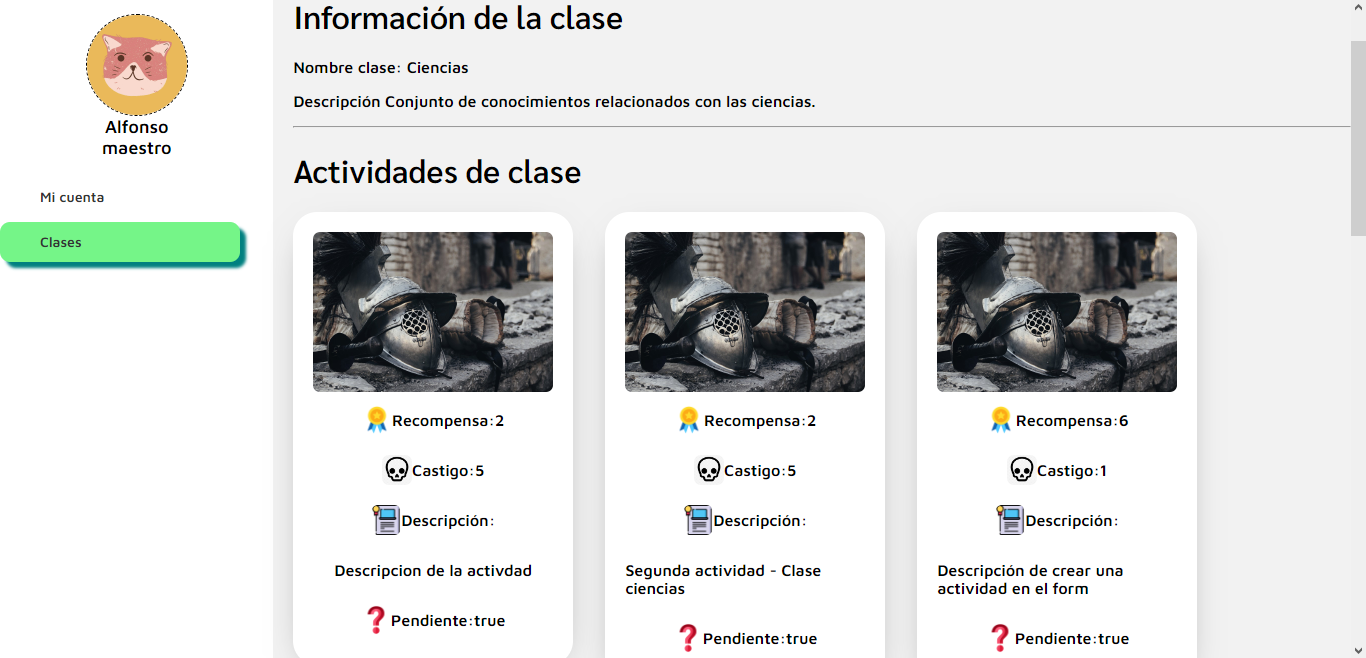 Información de la clase
Nombre clase: Ciencias
Descripción Conjunto de conocimientos relacionados con las ciencias.
Alfonso
maestro
Mi cuenta
Clases
Actividades de clase
Recompensa:2
Castigo:5
Descripción:
Descripcion de la activdad
Pendiente:true
Recompensa:2
Castigo:5
Descripción:
Segunda actividad - Clase
ciencias
Pendiente:true
Recompensa:6
Castigo:1
Descripción:
Descripción de crear una
actividad en el form
Pendiente:true